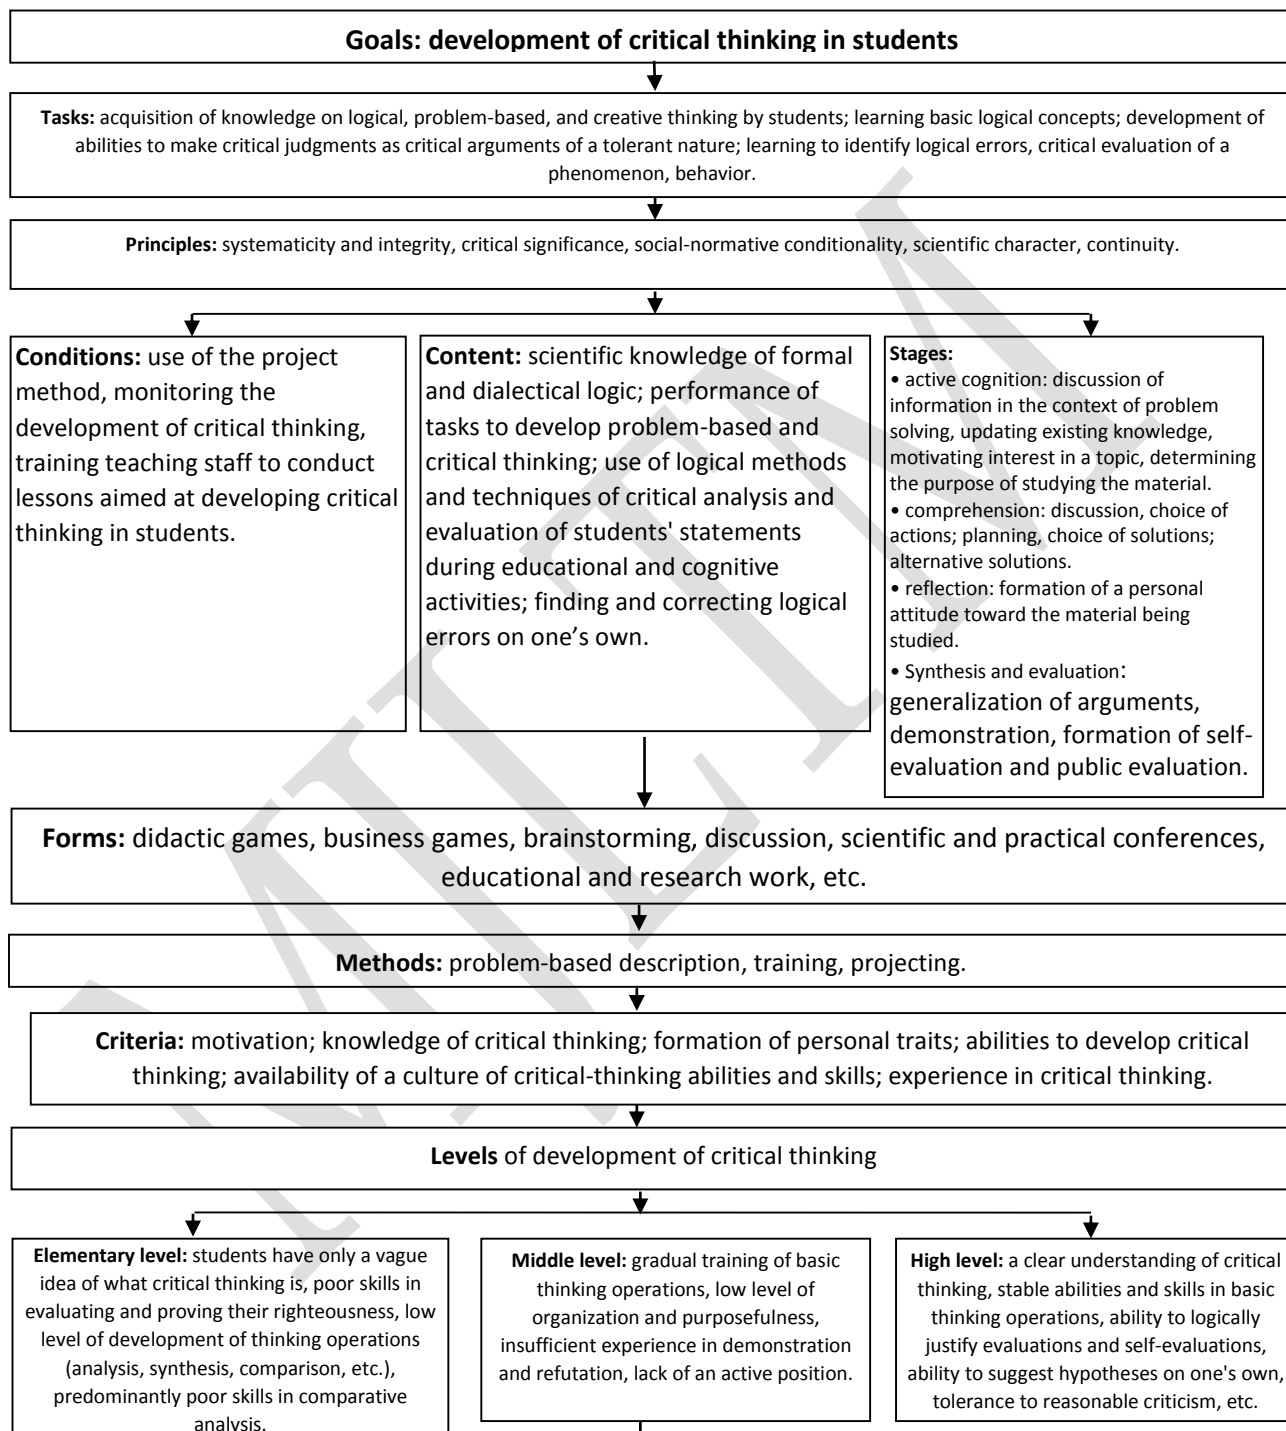 Goals: development of critical thinking in students
Tasks: acquisition of knowledge on logical, problem-based, and creative thinking by students; learning basic logical concepts; development of
abilities to make critical judgments as critical arguments of a tolerant nature; learning to identify logical errors, critical evaluation of a
phenomenon, behavior.
Principles: systematicity and integrity, critical significance, social-normative conditionality, scientific character, continuity.
Conditions: use of the project
method, monitoring the
development of critical thinking,
training teaching staff to conduct
lessons aimed at developing critical
thinking in students.
Content: scientific knowledge of formal
and dialectical logic; performance of
tasks to develop problem-based and
critical thinking; use of logical methods
and techniques of critical analysis and
evaluation of students' statements
during educational and cognitive
activities; finding and correcting logical
errors on one’s own.
Stages:
• active cognition: discussion of
information in the context of problem
solving, updating existing knowledge,
motivating interest in a topic, determining
the purpose of studying the material.
• comprehension: discussion, choice of
actions; planning, choice of solutions;
alternative solutions.
• reflection: formation of a personal
attitude toward the material being
studied.
• Synthesis and evaluation:
generalization of arguments,
demonstration, formation of self-
evaluation and public evaluation.
Forms: didactic games, business games, brainstorming, discussion, scientific and practical conferences,
educational and research work, etc.
Methods: problem-based description, training, projecting.
Criteria: motivation; knowledge of critical thinking; formation of personal traits; abilities to develop critical
thinking; availability of a culture of critical-thinking abilities and skills; experience in critical thinking.
Levels of development of critical thinking
Elementary level: students have only a vague
idea of what critical thinking is, poor skills in
evaluating and proving their righteousness, low
level of development of thinking operations
(analysis, synthesis, comparison, etc.),
predominantly poor skills in comparative
analysis.
Middle level: gradual training of basic
thinking operations, low level of
organization and purposefulness,
insufficient experience in demonstration
and refutation, lack of an active position.
High level: a clear understanding of critical
thinking, stable abilities and skills in basic
thinking operations, ability to logically
justify evaluations and self-evaluations,
ability to suggest hypotheses on one's own,
tolerance to reasonable criticism, etc.
MLTM